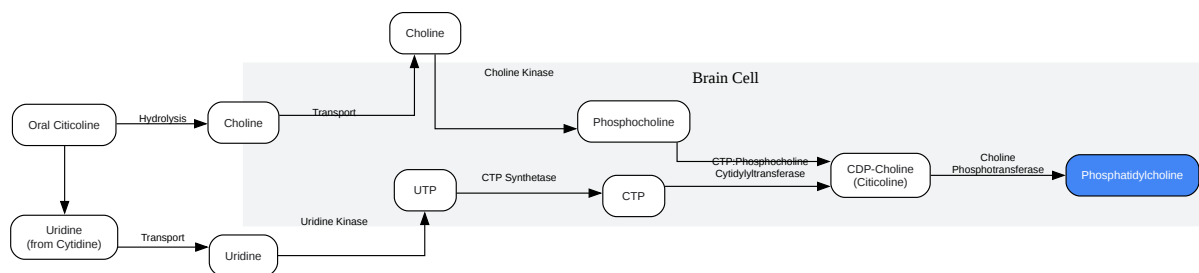 Choline
Choline Kinase
Brain Cell
Oral Citicoline
Hydrolysis
Choline
Transport
Phosphocholine
CTP:Phosphocholine
Cytidylyltransferase
CDP-Choline
(Citicoline)
Choline
Phosphotransferase
Phosphatidylcholine
UTP
CTP Synthetase
CTP
Uridine Kinase
Uridine
(from Cytidine)
Transport
Uridine